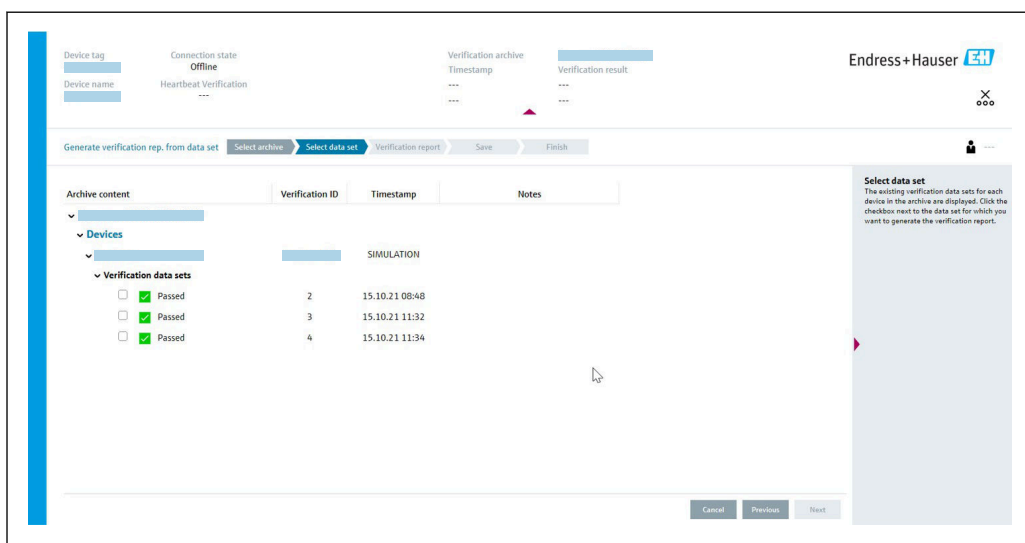 Device tag
Connection state
Offline
Device name
Heartbeat Verification
---
Verification archive
Timestamp
Verification result
---
---
---
---
Endress+Hauser EH
Generate verification rep. from data set
Select archive
Select data set
Verification report
Save
Finish
---
Archive content
Verification ID
Timestamp
Notes
Devices
SIMULATION
Verification data sets
Passed 2 15.10.21 08:48
Passed 3 15.10.21 11:32
Passed 4 15.10.21 11:34
Select data set
The existing verification data sets for each
device in the archive are displayed. Click the
checkbox next to the data set for which you
want to generate the verification report.
Cancel
Previous
Next